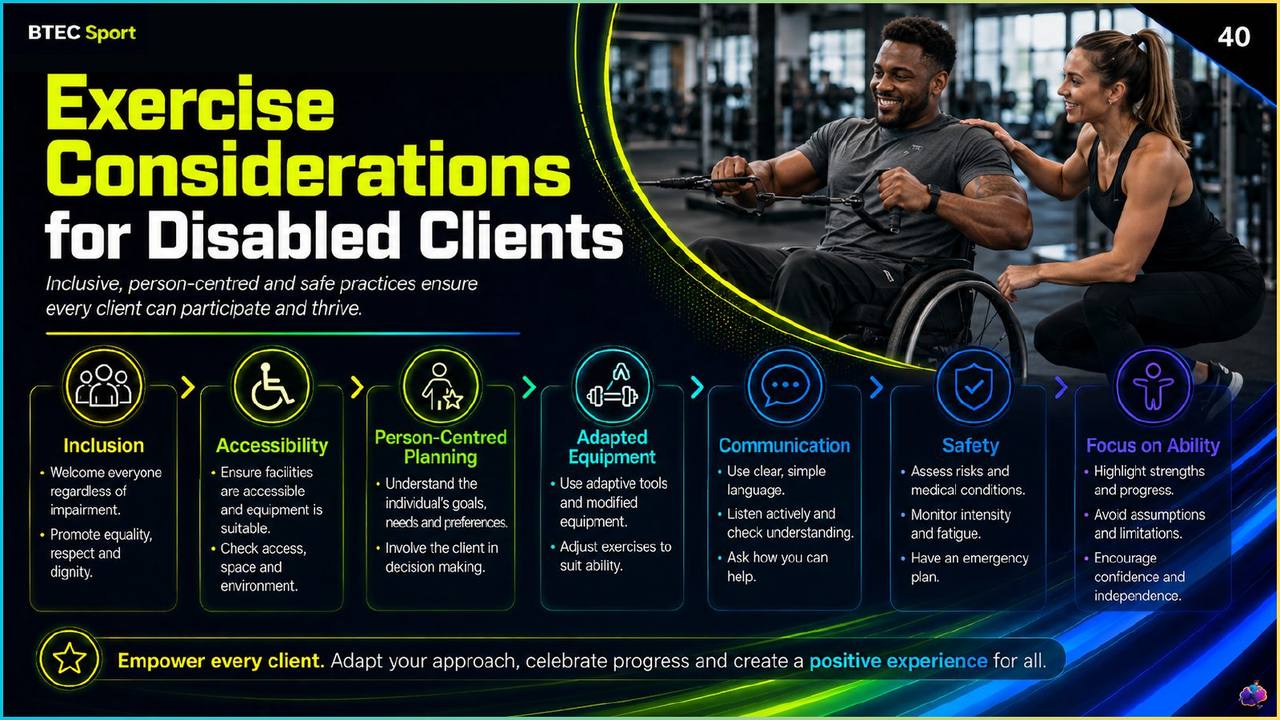 BTEC Sport
40
Exercise
Considerations
for Disabled Clients
Inclusive, person-centred and safe practices ensure
every client can participate and thrive.
Inclusion
• Welcome everyone
regardless of
impairment.
• Promote equality,
respect and
dignity.
Accessibility
• Ensure facilities
are accessible
and equipment is
suitable.
• Check access,
space and
environment.
Person-Centred
Planning
• Understand the
individual's goals,
needs and preferences.
• Involve the client in
decision making.
Adapted
Equipment
• Use adaptive tools
and modified
equipment.
• Adjust exercises to
suit ability.
Communication
• Use clear, simple
language.
• Listen actively and
check understanding.
• Ask how you can
help.
Safety
• Assess risks and
medical conditions.
• Monitor intensity
and fatigue.
• Have an emergency
plan.
Focus on Ability
• Highlight strengths
and progress.
• Avoid assumptions
and limitations.
• Encourage
confidence and
independence.
Empower every client. Adapt your approach, celebrate progress and create a positive experience for all.